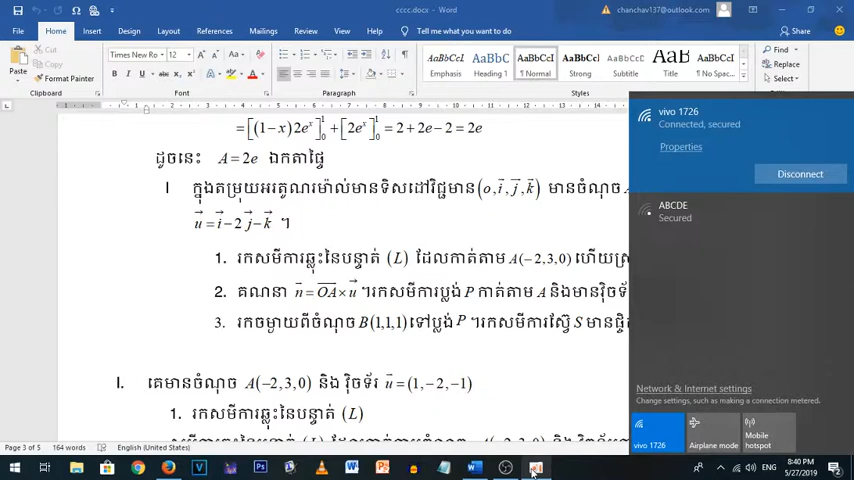 cccc.docx - Word
chanchav137@outlook.com
File Home Insert Design Layout References Mailings Review View Tell me what you want to do Share
Cut
Copy
Format Painter
Paste
Clipboard
Times New Ro 12
Font
Paragraph
AaBbCcI AaBbCc AaBbCcI AaBbCcI AaBbCcI AaB AaBbCcI
Emphasis Heading 1 ¶ Normal Strong Subtitle Title ¶ No Spac...
Styles
Find
Replace
Select
Editing
= [(1−x)2eˣ]₀¹ + [2eˣ]₀¹ = 2+2e−2 = 2e
ដូចនេះ A = 2e ឯកតាផ្ទៃ
I ក្នុងតម្រុយអរតូណរម៉ាល់មានទិសដៅវិជ្ជមាន (o, i, j, k) មានចំណុច
u = i−2 j−k ។
1. រកសមីការឆ្លុះនៃបន្ទាត់ (L) ដែលកាត់តាម A(−2,3,0) ហើយស្រ
2. គណនា n = OA×u ។រកសមីការប្លង់ P កាត់តាម A និងមានវ៉ិចទ័
3. រកចម្ងាយពីចំណុច B(1,1,1) ទៅប្លង់ P ។រកសមីការស្វ៊ែ S មានផ្ចិត
I. គេមានចំណុច A(−2,3,0) និង វ៉ិចទ័រ u = (1,−2,−1)
1. រកសមីការឆ្លុះនៃបន្ទាត់ (L)
vivo 1726
Connected, secured
Properties
Disconnect
ABCDE
Secured
Network & Internet settings
Change settings, such as making a connection metered.
vivo 1726
Airplane mode
Mobile hotspot
Page 3 of 5 164 words English (United States)
ENG
8:40 PM
5/27/2019